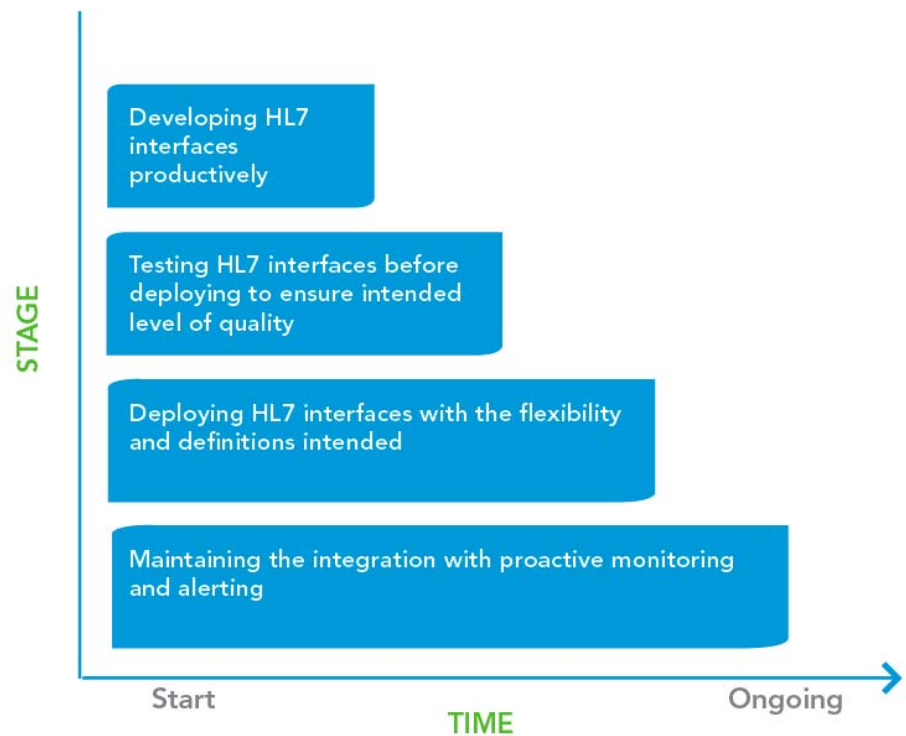 Developing HL7
interfaces
productively
Testing HL7 interfaces before
deploying to ensure intended
level of quality
STAGE
Deploying HL7 interfaces with the flexibility
and definitions intended
Maintaining the integration with proactive monitoring
and alerting
Start
Ongoing
TIME